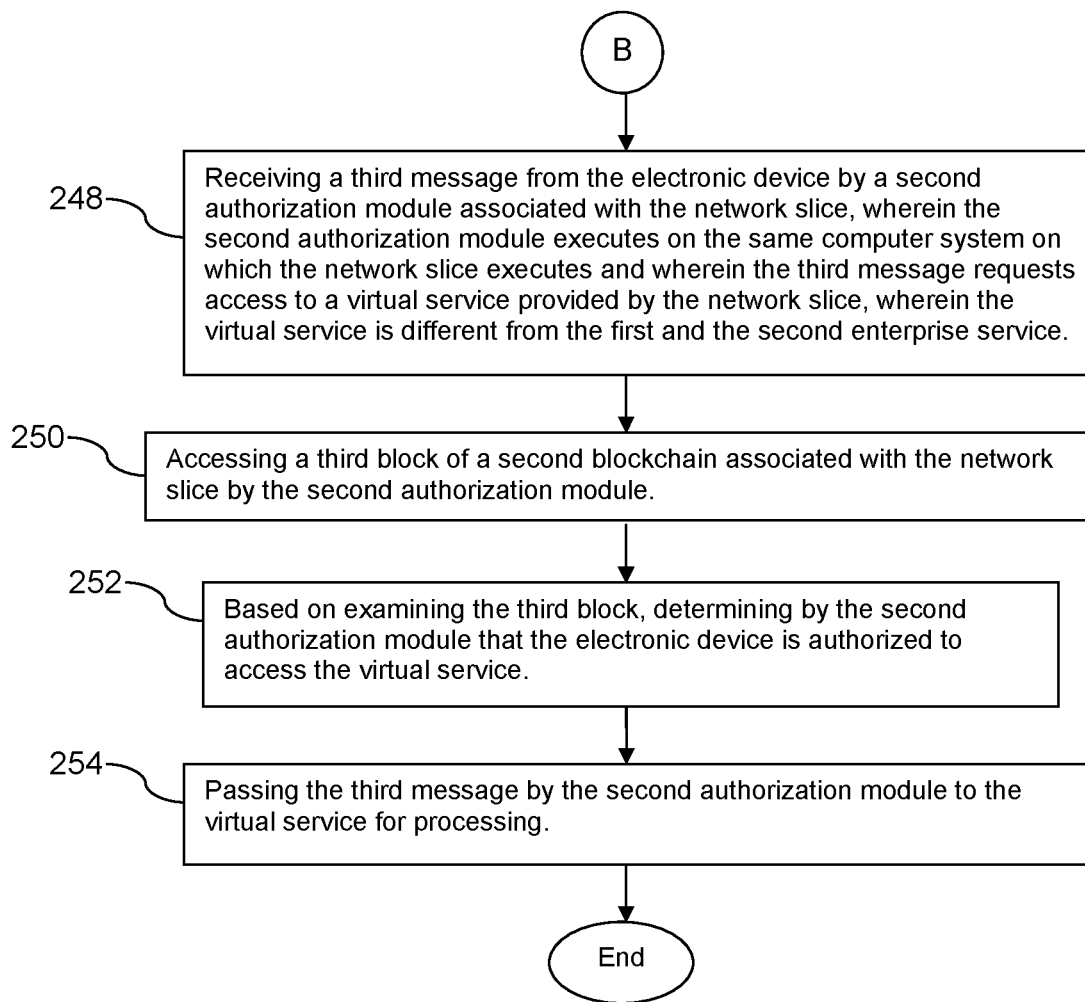 B
248
Receiving a third message from the electronic device by a second
authorization module associated with the network slice, wherein the
second authorization module executes on the same computer system on
which the network slice executes and wherein the third message requests
access to a virtual service provided by the network slice, wherein the
virtual service is different from the first and the second enterprise service.
250
Accessing a third block of a second blockchain associated with the network
slice by the second authorization module.
252
Based on examining the third block, determining by the second
authorization module that the electronic device is authorized to
access the virtual service.
254
Passing the third message by the second authorization module to the
virtual service for processing.
End